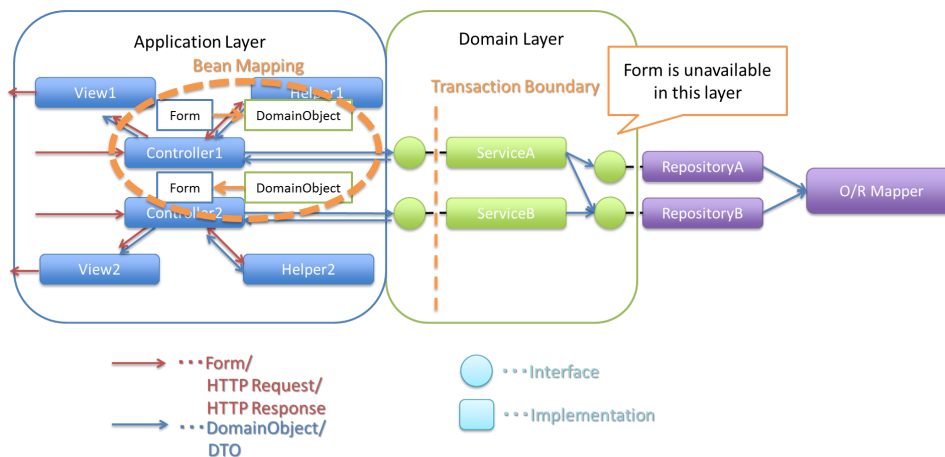 Application Layer
Domain Layer
Bean Mapping
Form is unavailable
in this layer
View1
Helper1
Transaction Boundary
Form
DomainObject
Controller1
ServiceA
RepositoryA
Form
DomainObject
O/R Mapper
Controller2
ServiceB
RepositoryB
View2
Helper2
･･･Form/
HTTP Request/
HTTP Response
･･･DomainObject/
DTO
･･･Interface
･･･Implementation